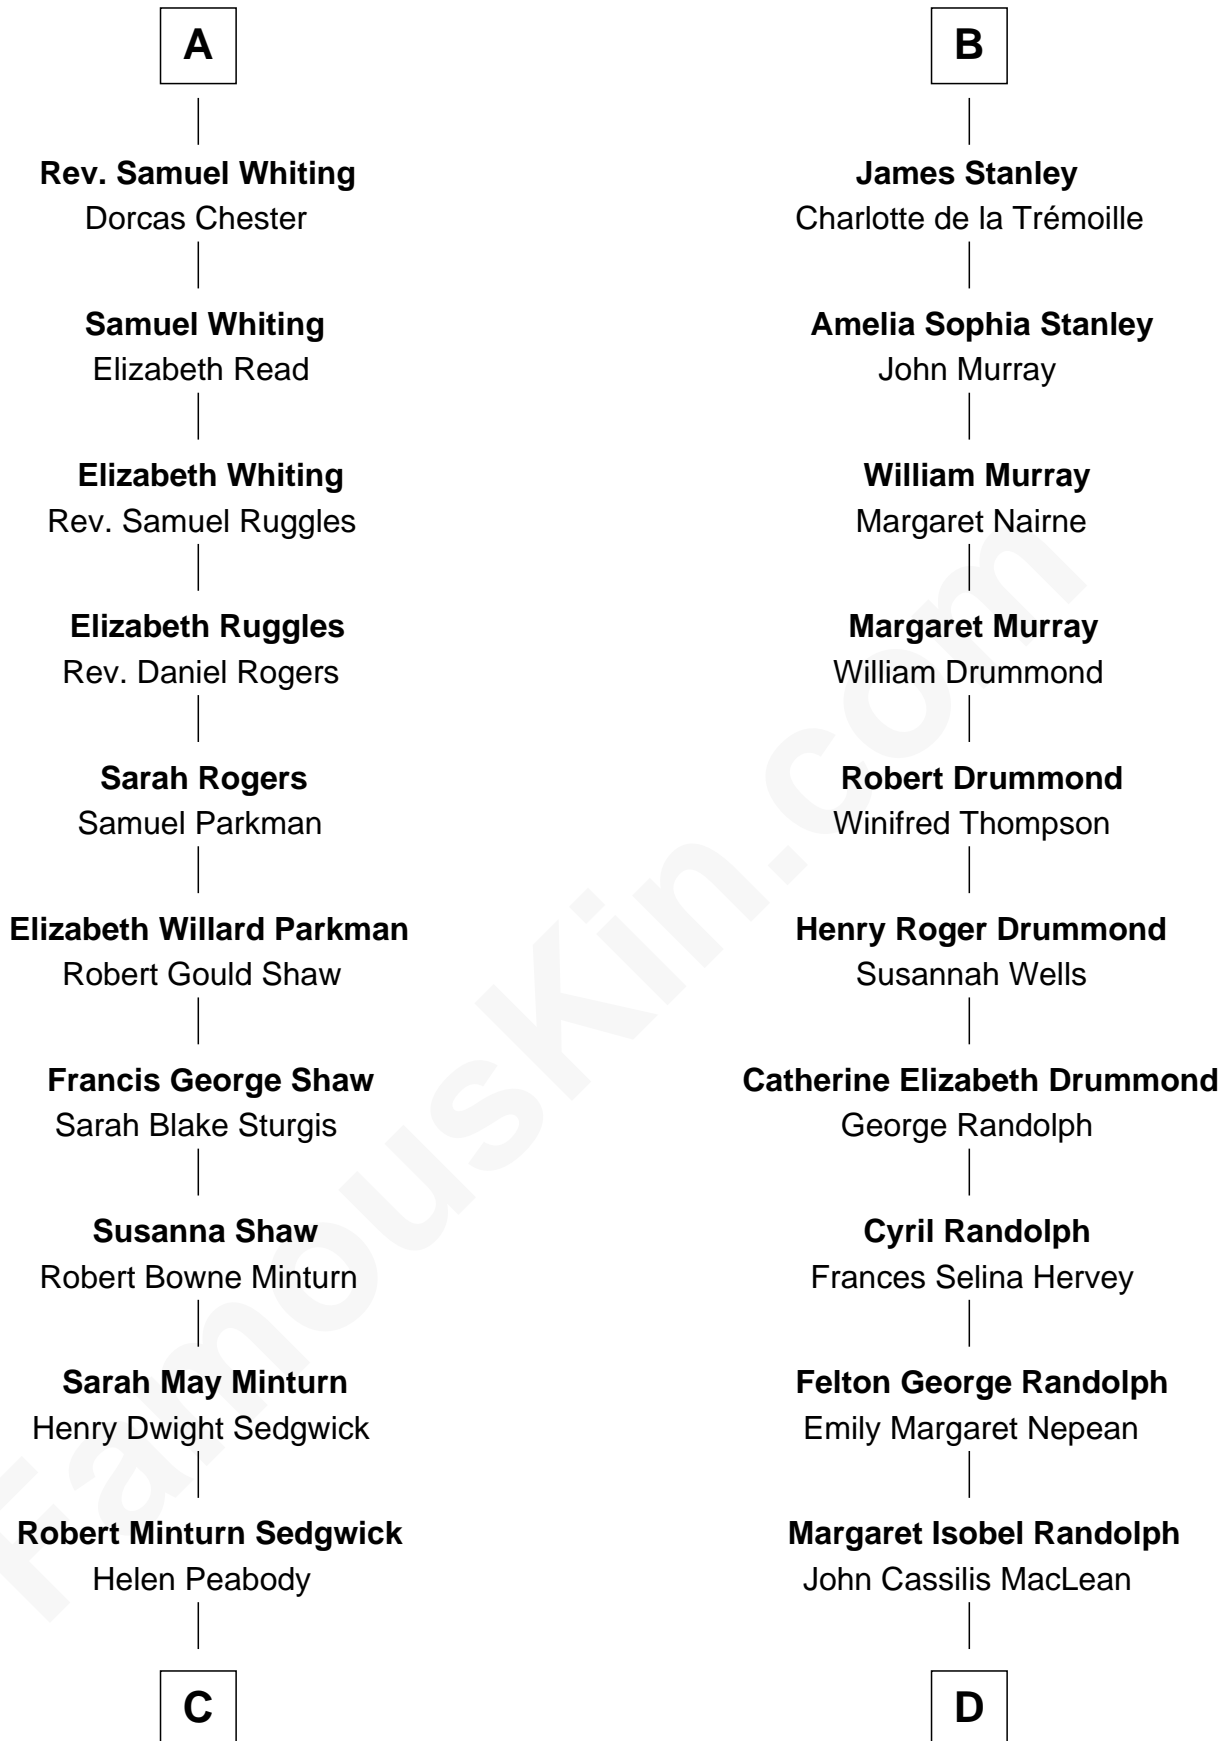 A
Rev. Samuel Whiting
Dorcas Chester
Samuel Whiting
Elizabeth Read
Elizabeth Whiting
Rev. Samuel Ruggles
Elizabeth Ruggles
Rev. Daniel Rogers
Sarah Rogers
Samuel Parkman
Elizabeth Willard Parkman
Robert Gould Shaw
Francis George Shaw
Sarah Blake Sturgis
Susanna Shaw
Robert Bowne Minturn
Sarah May Minturn
Henry Dwight Sedgwick
Robert Minturn Sedgwick
Helen Peabody
C
B
James Stanley
Charlotte de la Trémoille
Amelia Sophia Stanley
John Murray
William Murray
Margaret Nairne
Margaret Murray
William Drummond
Robert Drummond
Winifred Thompson
Henry Roger Drummond
Susannah Wells
Catherine Elizabeth Drummond
George Randolph
Cyril Randolph
Frances Selina Hervey
Felton George Randolph
Emily Margaret Nepean
Margaret Isobel Randolph
John Cassilis MacLean
D
FamousKin.com